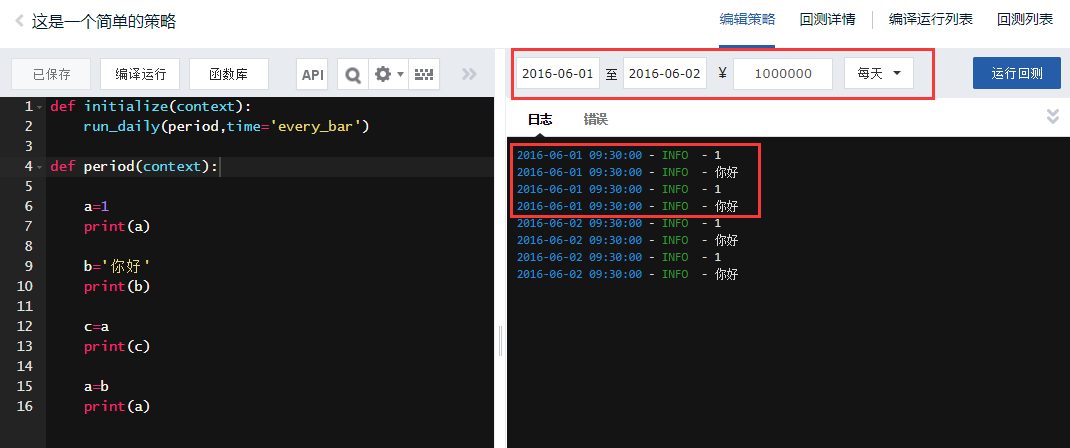 这是一个简单的策略
编辑策略 回测详情 编译运行列表 回测列表
已保存 编译运行 函数库 API
2016-06-01 至 2016-06-02 ¥ 1000000 每天 运行回测
日志 错误
1 def initialize(context):
2     run_daily(period,time='every_bar')
3
4 def period(context):
5
6     a=1
7     print(a)
8
9     b='你好'
10     print(b)
11
12     c=a
13     print(c)
14
15     a=b
16     print(a)
2016-06-01 09:30:00 - INFO - 1
2016-06-01 09:30:00 - INFO - 你好
2016-06-01 09:30:00 - INFO - 1
2016-06-01 09:30:00 - INFO - 你好
2016-06-02 09:30:00 - INFO - 1
2016-06-02 09:30:00 - INFO - 你好
2016-06-02 09:30:00 - INFO - 1
2016-06-02 09:30:00 - INFO - 你好